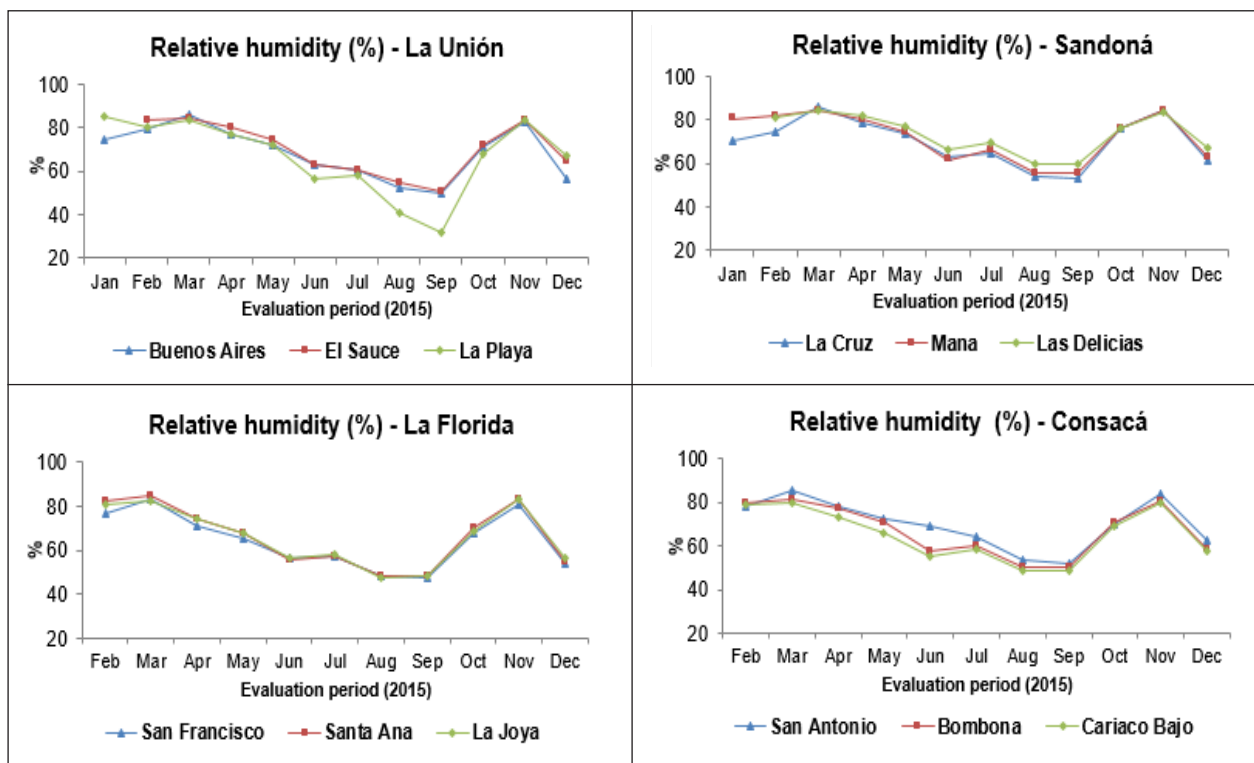 Relative humidity (%) - La Unión
100
80
60
40
20
%
Jan Feb Mar Apr May Jun Jul Aug Sep Oct Nov Dec
Evaluation period (2015)
Buenos Aires El Sauce La Playa
Relative humidity (%) - Sandoná
100
80
60
40
20
%
Jan Feb Mar Apr May Jun Jul Aug Sep Oct Nov Dec
Evaluation period (2015)
La Cruz Mana Las Delicias
Relative humidity (%) - La Florida
100
80
60
40
20
%
Feb Mar Apr May Jun Jul Aug Sep Oct Nov Dec
Evaluation period (2015)
San Francisco Santa Ana La Joya
Relative humidity (%) - Consacá
100
80
60
40
20
%
Feb Mar Apr May Jun Jul Aug Sep Oct Nov Dec
Evaluation period (2015)
San Antonio Bombona Cariaco Bajo